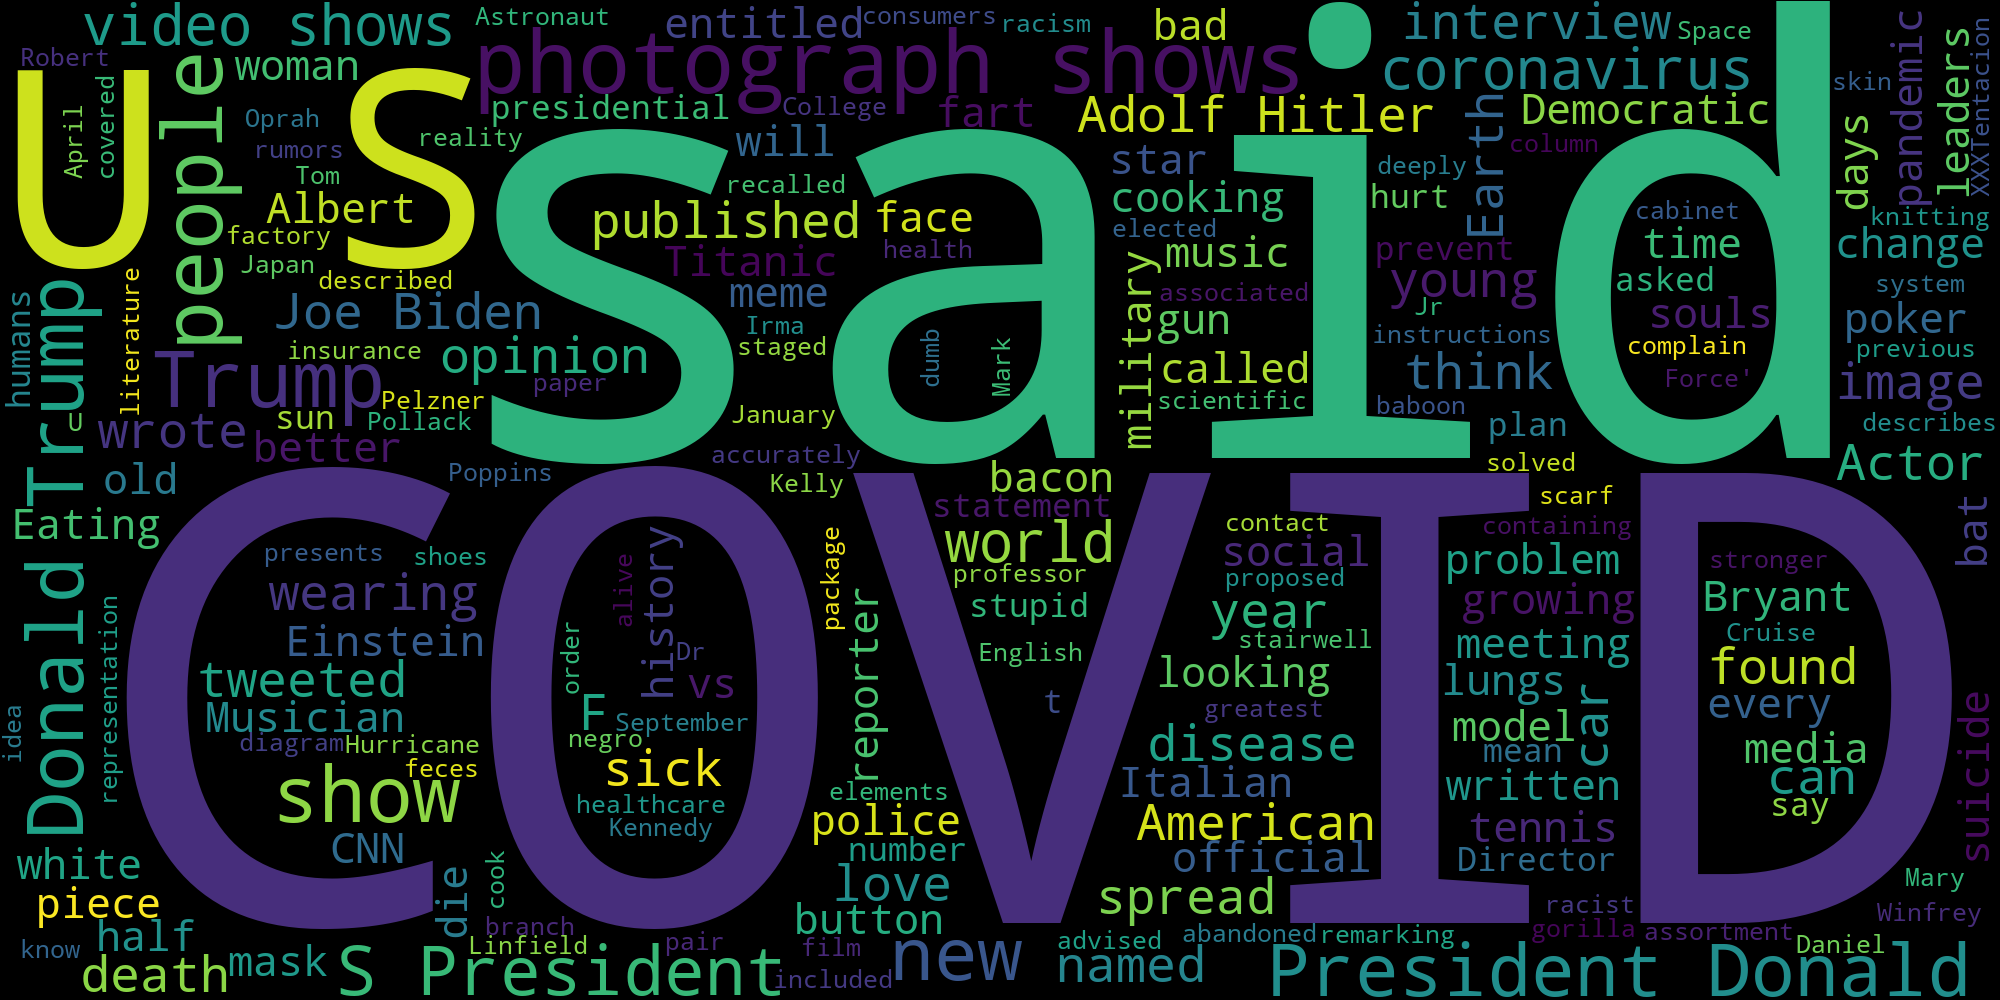 video shows
Astronaut
entitled
consumers
racism
bad
interview
Space
Robert
woman
photograph shows
coronavirus
skin
pandemic
leaders
XXXTentacion
U S
said
people
April
covered
Oprah
presidential
College
fart
Adolf Hitler
Democratic
reality
will
star
Earth
deeply
column
days
rumors
Tom
recalled
cooking
hurt
cabinet
knitting
Albert
published
face
elected
time
change
factory
health
music
prevent
Japan
described
Titanic
military
associated
young
asked
system
humans
Donald Trump
literature
Joe Biden
meme
Irma
gun
Jr
souls
poker
insurance
opinion
staged
dumb
Mark
called
instructions
complain
previous
Trump
paper
think
Force'
image
Pelzner
scientific
baboon
sun
Pollack
January
plan
describes
wrote
better
accurately
old
Poppins
Kelly
bacon
solved
Actor
COVID
statement
scarf
bat
Eating
world
contact
containing
presents
shoes
history
package
social
problem
stronger
alive
professor
proposed
wearing
stupid
year
growing
Bryant
representation
Einstein
order
Dr
reporter
English
stairwell
meeting
Cruise
tweeted
vs
looking
lungs
found
idea
Musician
F
September
t
greatest
model
car
every
suicide
diagram
Hurricane
negro
disease
mean
media
feces
sick
show
healthcare
elements
Italian
written
can
Kennedy
police
American
tennis
say
CNN
number
official
Director
white
die
cook
love
Mary
piece
spread
racist
Winfrey
branch
button
half
know
Linfield
pair
film
new
advised
abandoned
remarking
gorilla
assortment
Daniel
death
mask
S President
included
named
President Donald